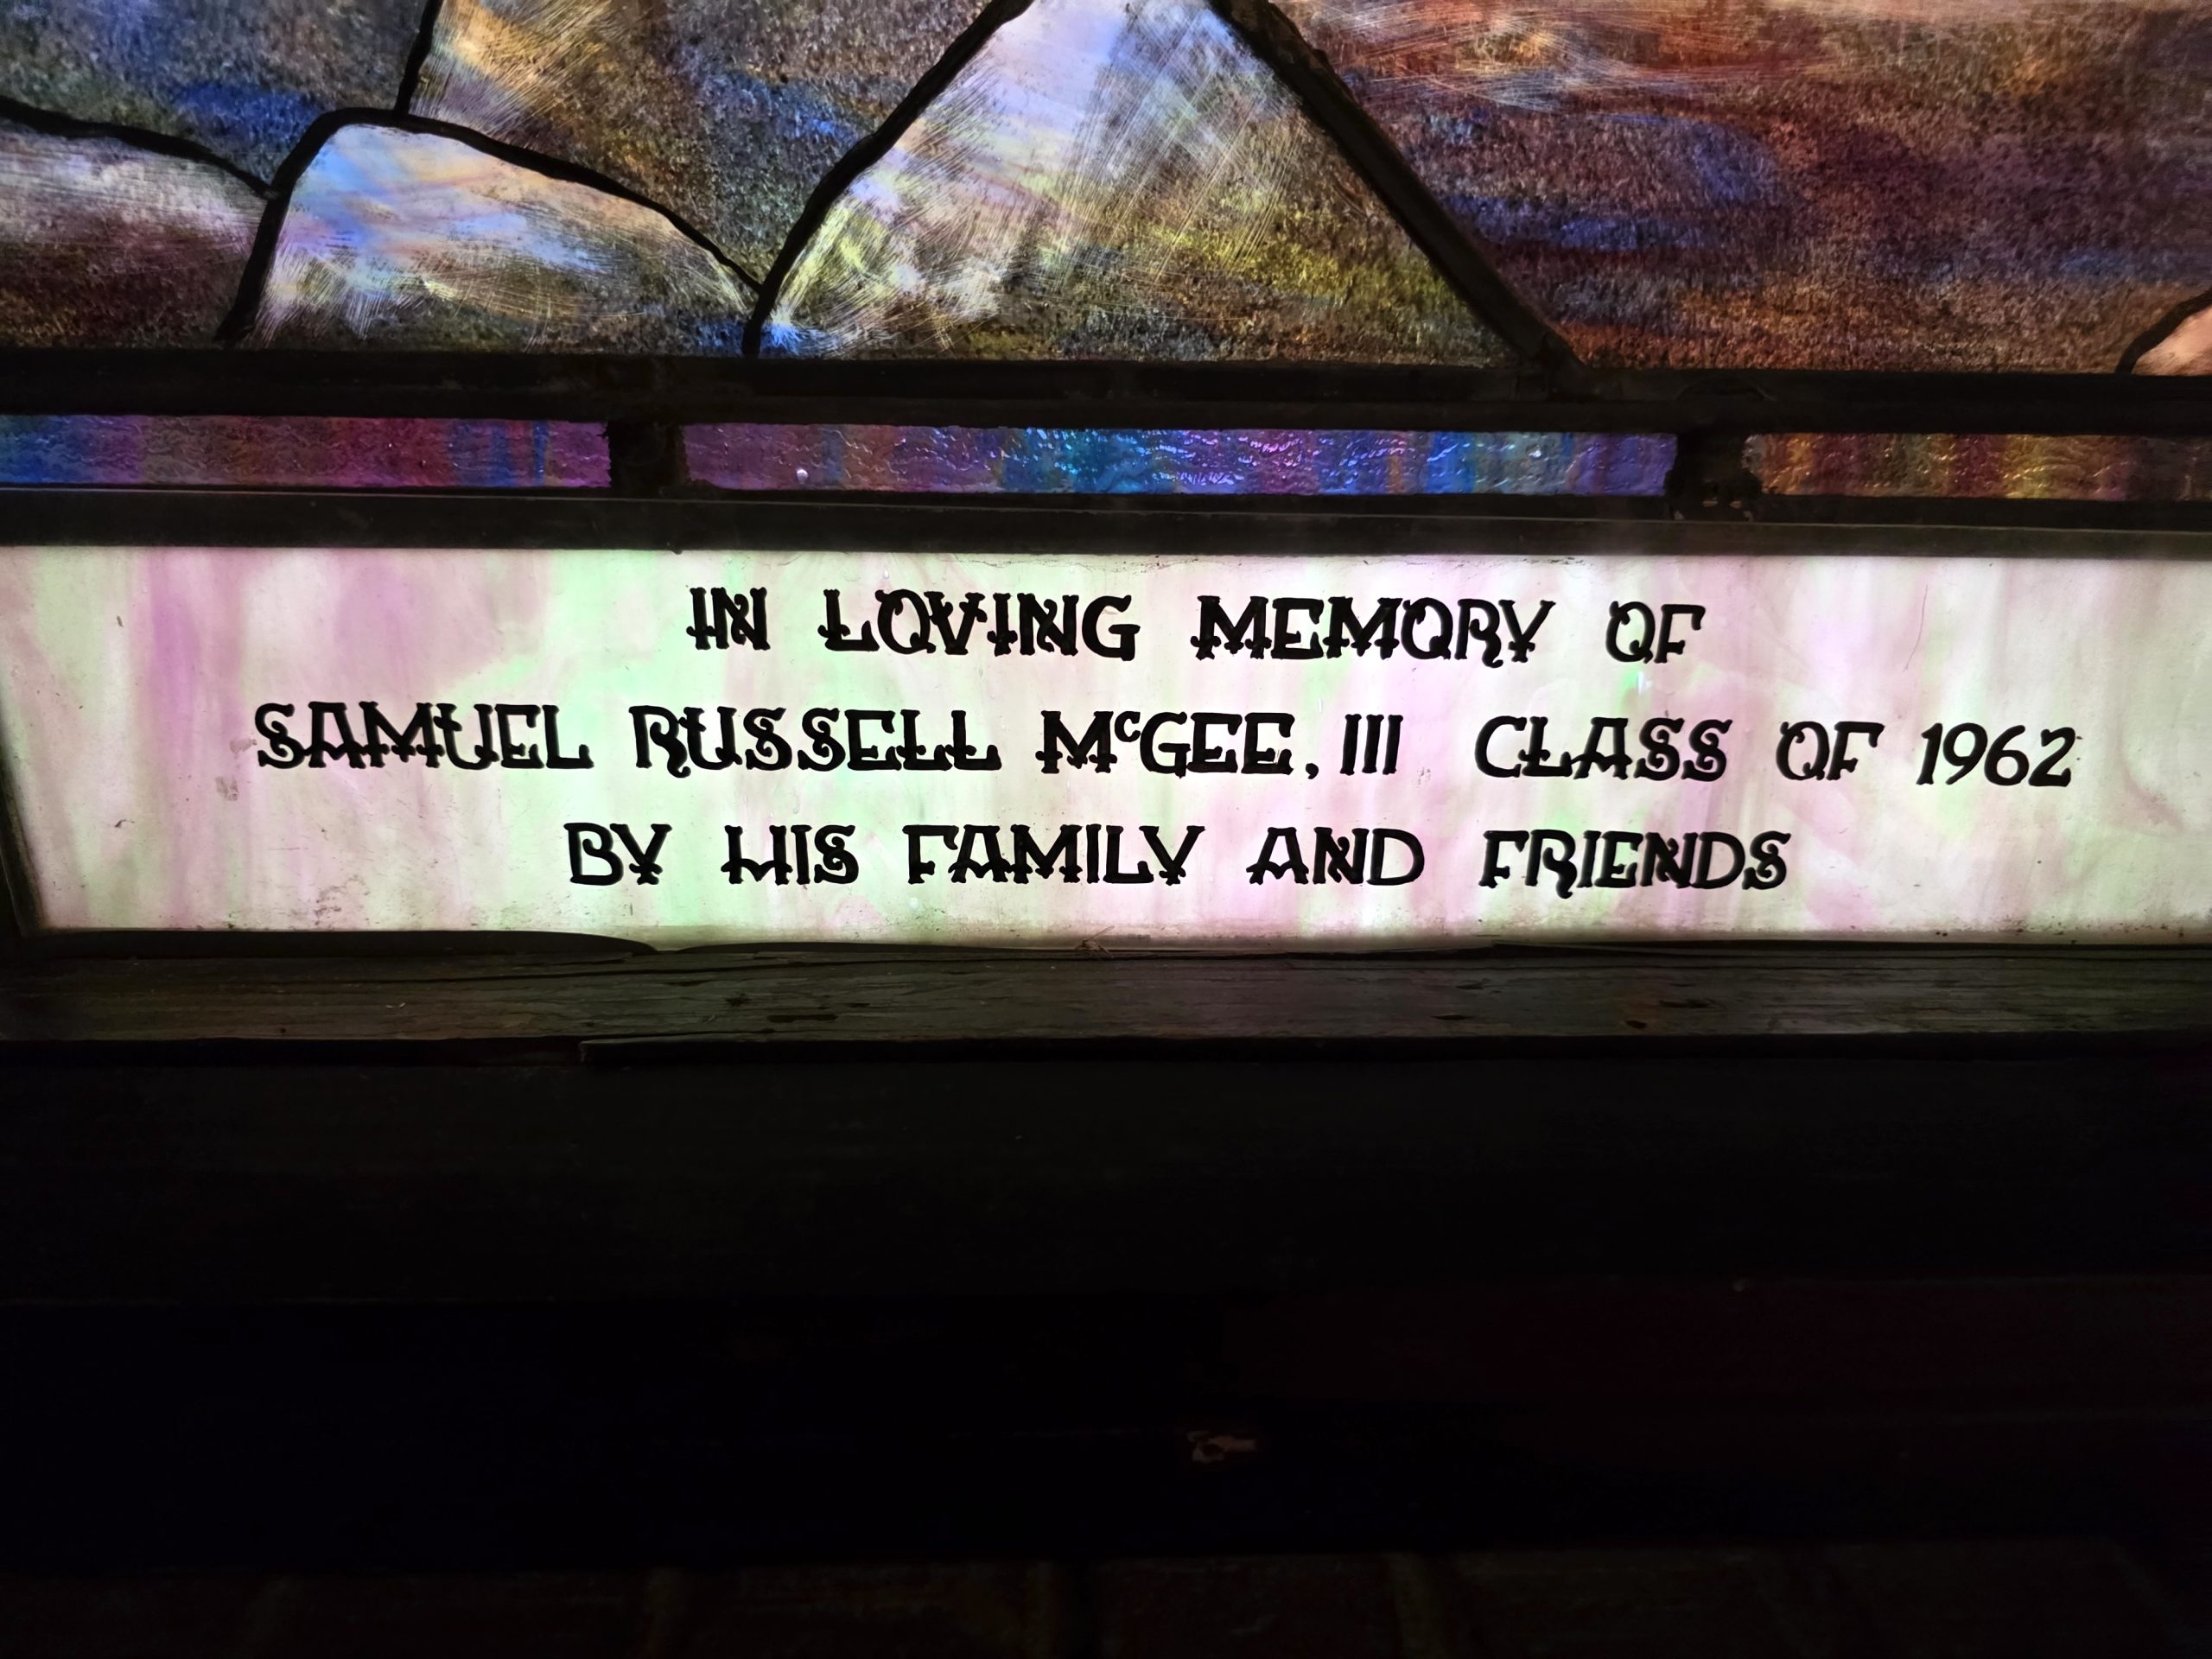 IN LOVING MEMORY OF
SAMUEL RUSSELL McGEE, III CLASS OF 1962
BY HIS FAMILY AND FRIENDS